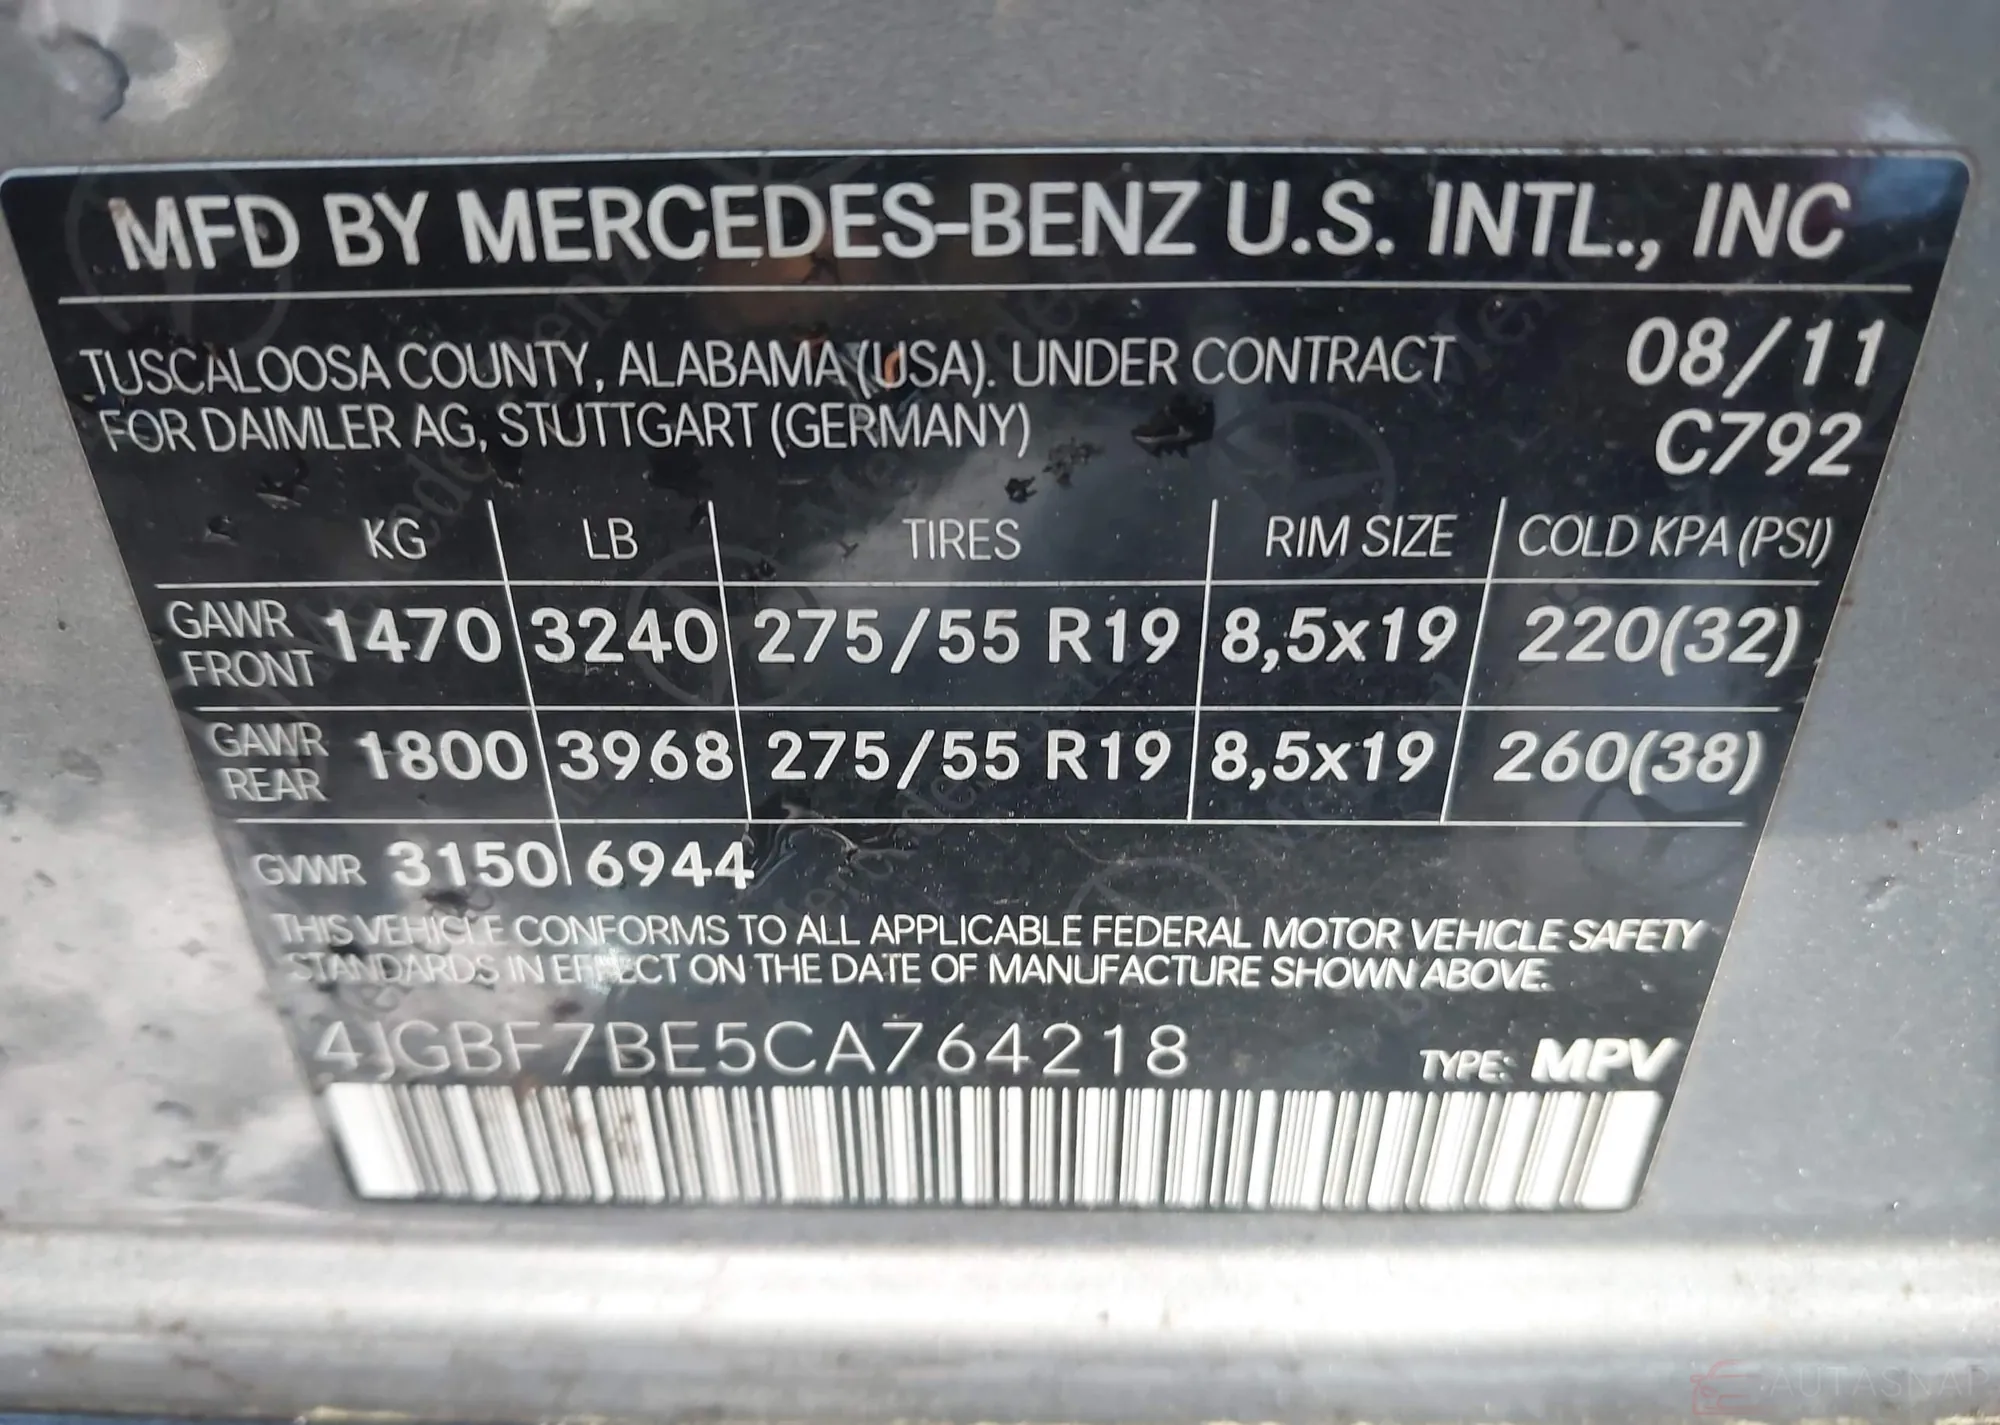 MFD BY MERCEDES-BENZ U.S. INTL., INC
TUSCALOOSA COUNTY, ALABAMA (USA). UNDER CONTRACT 08/11
FOR DAIMLER AG, STUTTGART (GERMANY) C792
KG LB TIRES RIM SIZE COLD KPA (PSI)
GAWR FRONT 1470 3240 275/55 R19 8,5x19 220(32)
GAWR REAR 1800 3968 275/55 R19 8,5x19 260(38)
GVWR 3150 6944
THIS VEHICLE CONFORMS TO ALL APPLICABLE FEDERAL MOTOR VEHICLE SAFETY
STANDARDS IN EFFECT ON THE DATE OF MANUFACTURE SHOWN ABOVE.
4JGBF7BE5CA764218 TYPE: MPV
AUTASNAP